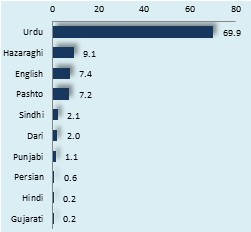 0 20 40 60 80
Urdu 69.9
Hazaraghi 9.1
English 7.4
Pashto 7.2
Sindhi 2.1
Dari 2.0
Punjabi 1.1
Persian 0.6
Hindi 0.2
Gujarati 0.2